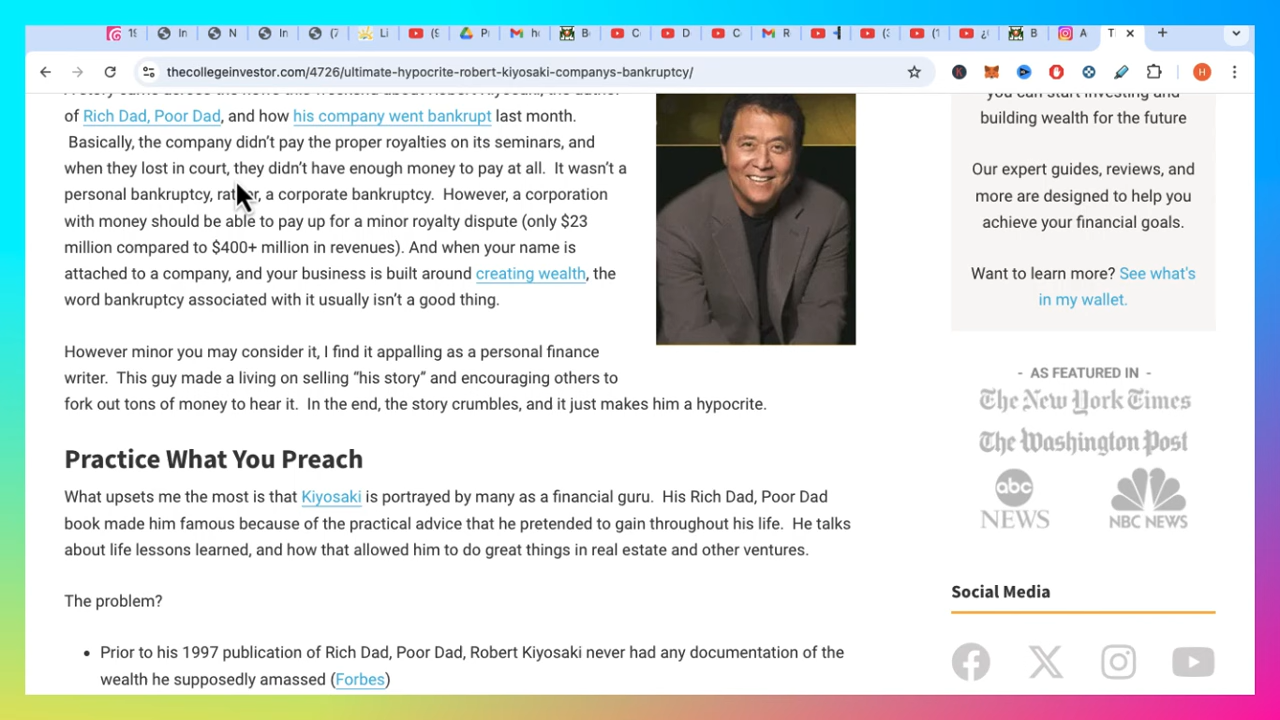 19
In
N
In
(7
Li
(9
P
M
B
C
D
C
R
(1
B
A
T
thecollegeinvestor.com/4726/ultimate-hypocrite-robert-kiyosaki-companys-bankruptcy/
K
H
of Rich Dad, Poor Dad, and how his company went bankrupt last month.
Basically, the company didn't pay the proper royalties on its seminars, and
when they lost in court, they didn't have enough money to pay at all. It wasn't a
personal bankruptcy, rather, a corporate bankruptcy. However, a corporation
with money should be able to pay up for a minor royalty dispute (only $23
million compared to $400+ million in revenues). And when your name is
attached to a company, and your business is built around creating wealth, the
word bankruptcy associated with it usually isn't a good thing.
However minor you may consider it, I find it appalling as a personal finance
writer. This guy made a living on selling “his story” and encouraging others to
fork out tons of money to hear it. In the end, the story crumbles, and it just makes him a hypocrite.
Practice What You Preach
What upsets me the most is that Kiyosaki is portrayed by many as a financial guru. His Rich Dad, Poor Dad
book made him famous because of the practical advice that he pretended to gain throughout his life. He talks
about life lessons learned, and how that allowed him to do great things in real estate and other ventures.
The problem?
• Prior to his 1997 publication of Rich Dad, Poor Dad, Robert Kiyosaki never had any documentation of the
wealth he supposedly amassed (Forbes)
you can start investing and
building wealth for the future
Our expert guides, reviews, and
more are designed to help you
achieve your financial goals.
Want to learn more? See what's
in my wallet.
- AS FEATURED IN -
The New York Times
The Washington Post
abc
NEWS
NBC NEWS
Social Media